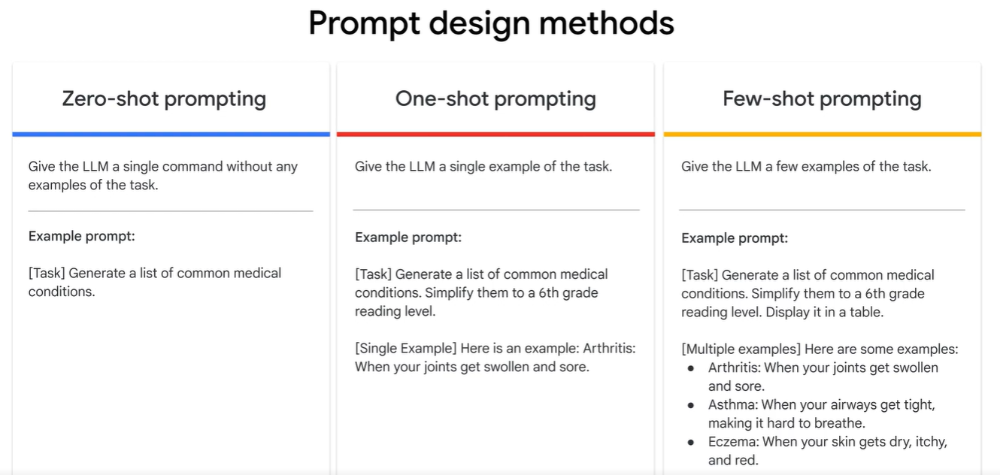 Prompt design methods
Zero-shot prompting
Give the LLM a single command without any
examples of the task.
Example prompt:
[Task] Generate a list of common medical
conditions.
One-shot prompting
Give the LLM a single example of the task.
Example prompt:
[Task] Generate a list of common medical
conditions. Simplify them to a 6th grade
reading level.
[Single Example] Here is an example: Arthritis:
When your joints get swollen and sore.
Few-shot prompting
Give the LLM a few examples of the task.
Example prompt:
[Task] Generate a list of common medical
conditions. Simplify them to a 6th grade
reading level. Display it in a table.
[Multiple examples] Here are some examples:
● Arthritis: When your joints get swollen
and sore.
● Asthma: When your airways get tight,
making it hard to breathe.
● Eczema: When your skin gets dry, itchy,
and red.